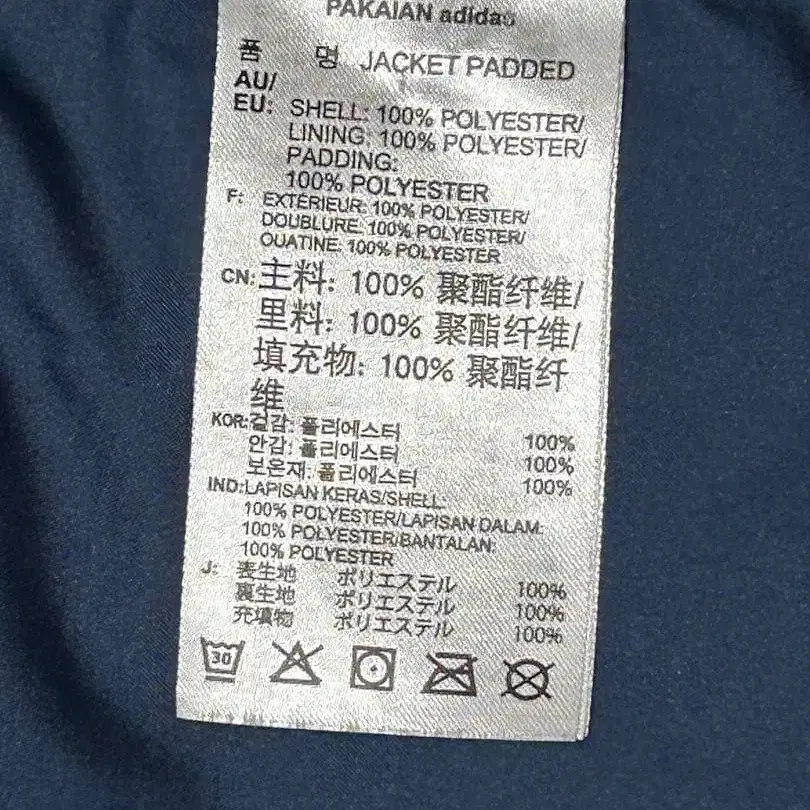 PAKAIAN adidas
품 명 JACKET PADDED
AU/
EU: SHELL: 100% POLYESTER/
LINING: 100% POLYESTER/
PADDING:
100% POLYESTER
F: EXTÉRIEUR: 100% POLYESTER/
DOUBLURE: 100% POLYESTER/
OUATINE: 100% POLYESTER
CN: 主料: 100% 聚酯纤维/
里料: 100% 聚酯纤维/
填充物: 100% 聚酯纤
维
KOR:겉감: 폴리에스터 100%
안감: 폴리에스터 100%
보온재: 폴리에스터 100%
IND:LAPISAN KERAS/SHELL:
100% POLYESTER/LAPISAN DALAM:
100% POLYESTER/BANTALAN:
100% POLYESTER
J: 表生地 ポリエステル 100%
裏生地 ポリエステル 100%
充填物 ポリエステル 100%
30